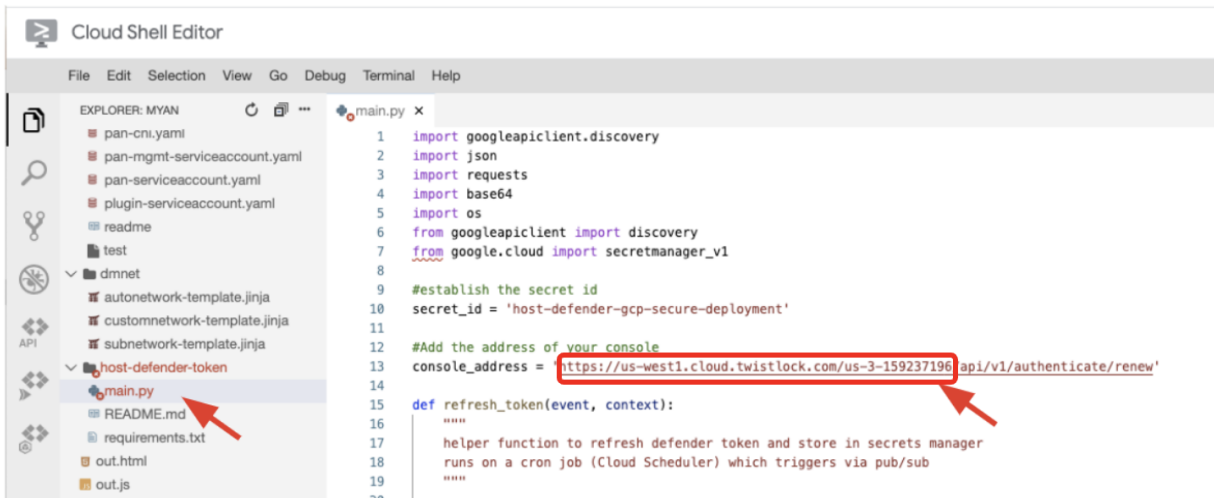 Cloud Shell Editor
File Edit Selection View Go Debug Terminal Help
EXPLORER: MYAN
pan-cni.yaml
pan-mgmt-serviceaccount.yaml
pan-serviceaccount.yaml
plugin-serviceaccount.yaml
readme
test
dmnet
autonetwork-template.jinja
customnetwork-template.jinja
subnetwork-template.jinja
host-defender-token
main.py
README.md
requirements.txt
out.html
out.js
API
main.py
1 import googleapiclient.discovery
2 import json
3 import requests
4 import base64
5 import os
6 from googleapiclient import discovery
7 from google.cloud import secretmanager_v1
8
9 #establish the secret id
10 secret_id = 'host-defender-gcp-secure-deployment'
11
12 #Add the address of your console
13 console_address = 'https://us-west1.cloud.twistlock.com/us-3-159237196/api/v1/authenticate/renew'
14
15 def refresh_token(event, context):
16 """
17 helper function to refresh defender token and store in secrets manager
18 runs on a cron job (Cloud Scheduler) which triggers via pub/sub
19 """